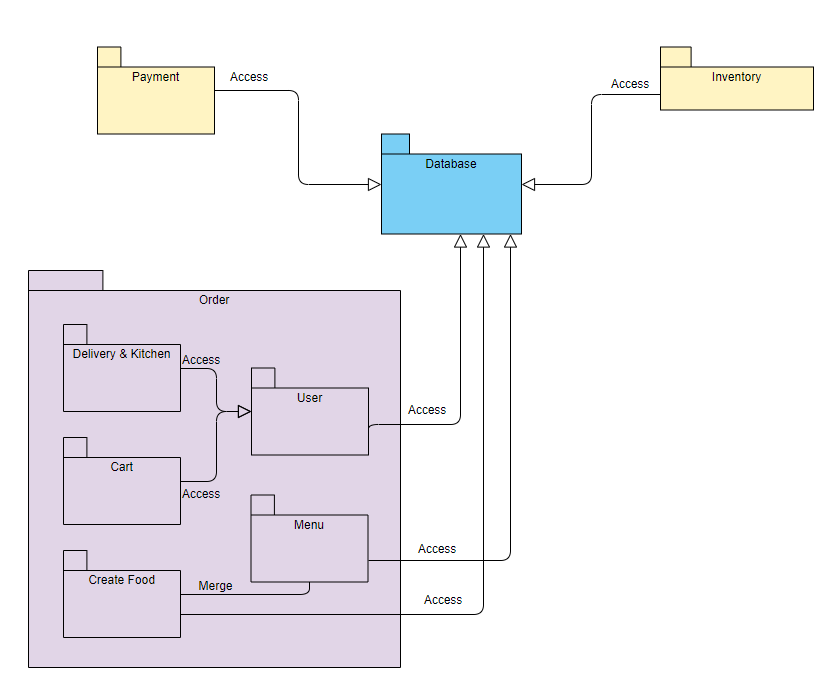 Payment
Access
Access
Inventory
Database
Order
Delivery & Kitchen
Access
User
Access
Cart
Access
Menu
Access
Create Food
Merge
Access